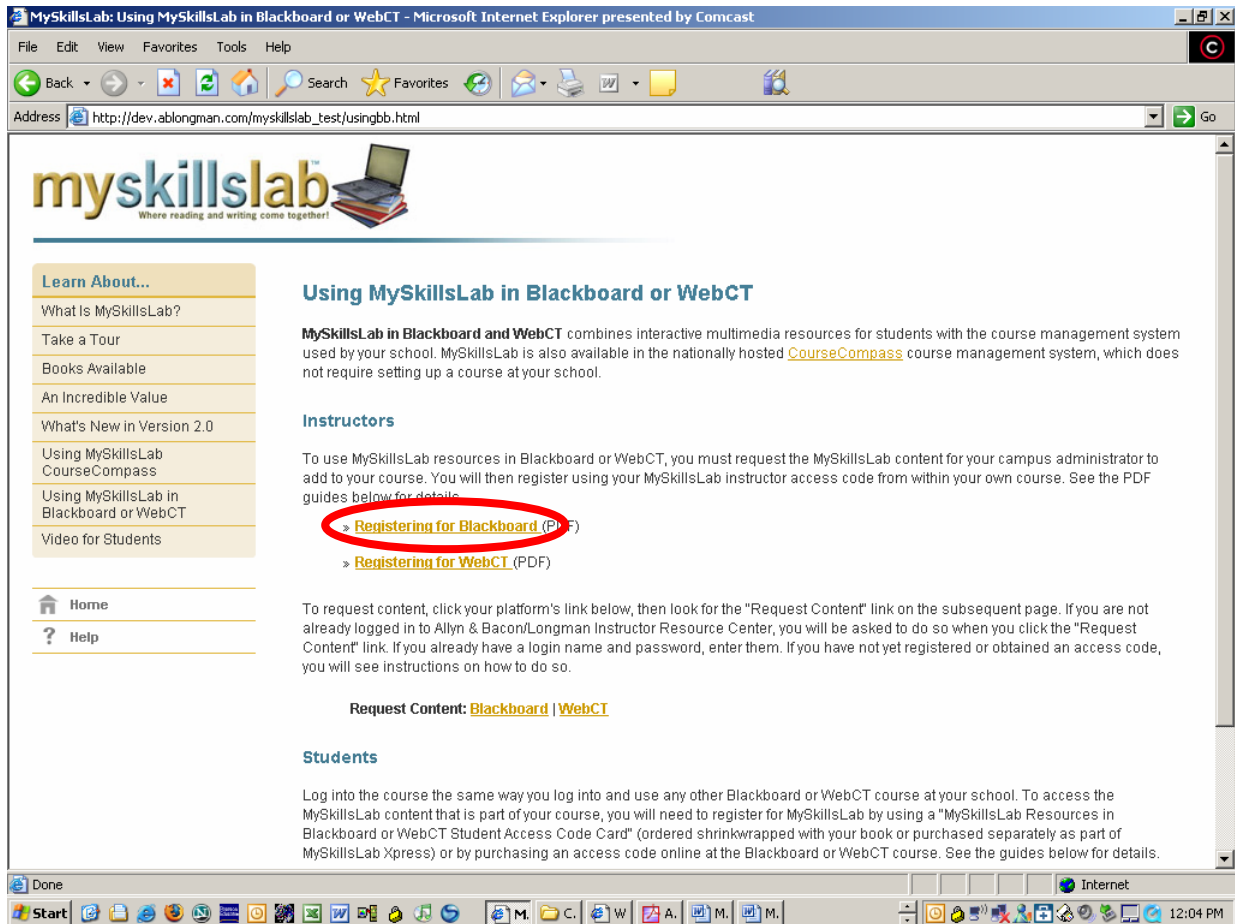 MySkillsLab: Using MySkillsLab in Blackboard or WebCT - Microsoft Internet Explorer presented by Comcast
File Edit View Favorites Tools Help
Back Search Favorites
Address http://dev.ablongman.com/myskillslab_test/usingbb.html Go
myskillslab™
Where reading and writing come together!
Learn About...
What Is MySkillsLab?
Take a Tour
Books Available
An Incredible Value
What's New in Version 2.0
Using MySkillsLab
CourseCompass
Using MySkillsLab in
Blackboard or WebCT
Video for Students
Home
? Help
Using MySkillsLab in Blackboard or WebCT
MySkillsLab in Blackboard and WebCT combines interactive multimedia resources for students with the course management system
used by your school. MySkillsLab is also available in the nationally hosted CourseCompass course management system, which does
not require setting up a course at your school.
Instructors
To use MySkillsLab resources in Blackboard or WebCT, you must request the MySkillsLab content for your campus administrator to
add to your course. You will then register using your MySkillsLab instructor access code from within your own course. See the PDF
guides below for details.
» Registering for Blackboard (PDF)
» Registering for WebCT (PDF)
To request content, click your platform's link below, then look for the "Request Content" link on the subsequent page. If you are not
already logged in to Allyn & Bacon/Longman Instructor Resource Center, you will be asked to do so when you click the "Request
Content" link. If you already have a login name and password, enter them. If you have not yet registered or obtained an access code,
you will see instructions on how to do so.
Request Content: Blackboard | WebCT
Students
Log into the course the same way you log into and use any other Blackboard or WebCT course at your school. To access the
MySkillsLab content that is part of your course, you will need to register for MySkillsLab by using a "MySkillsLab Resources in
Blackboard or WebCT Student Access Code Card" (ordered shrinkwrapped with your book or purchased separately as part of
MySkillsLab Xpress) or by purchasing an access code online at the Blackboard or WebCT course. See the guides below for details.
Done Internet
Start M. C. W A. M. M. 12:04 PM